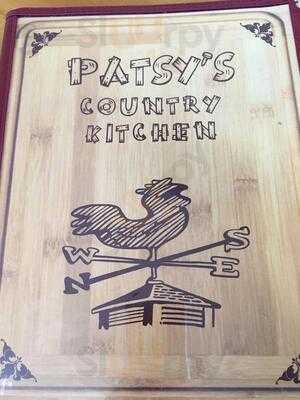 PATSY'S
COUNTRY
KITCHEN
W S
N E